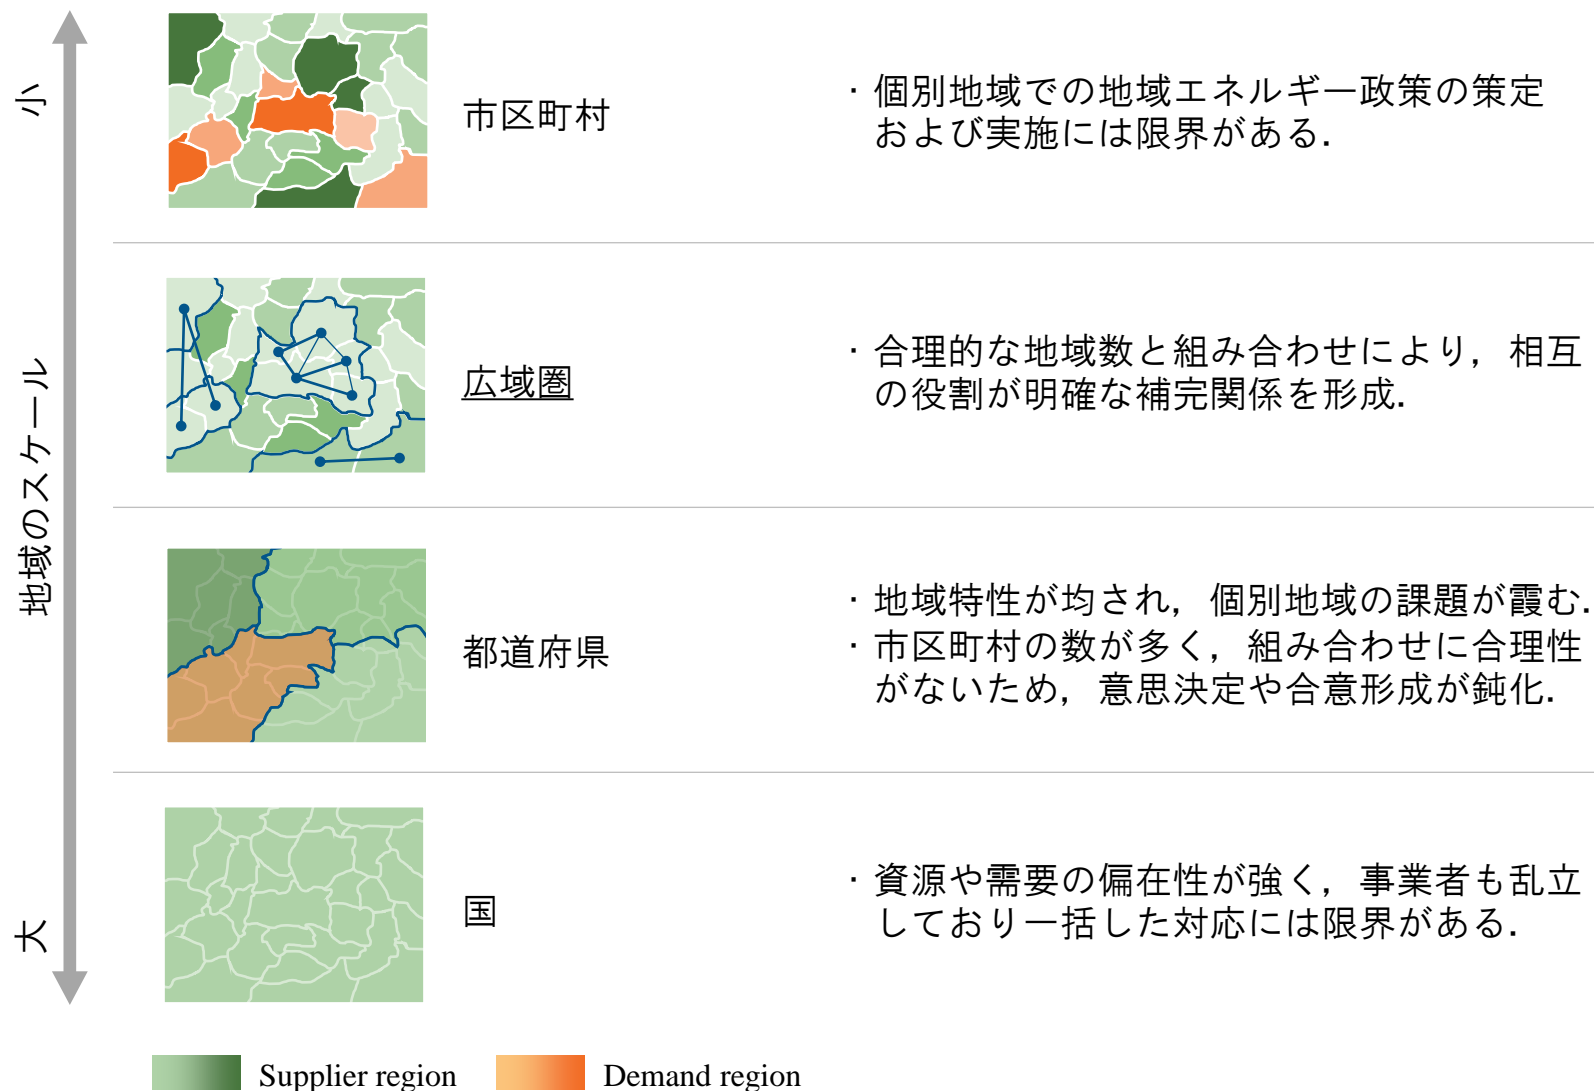 小
市区町村
・個別地域での地域エネルギー政策の策定
および実施には限界がある.
地域のスケール
広域圏
・合理的な地域数と組み合わせにより,相互
の役割が明確な補完関係を形成.
都道府県
・地域特性が均され,個別地域の課題が霞む.
・市区町村の数が多く,組み合わせに合理性
がないため,意思決定や合意形成が鈍化.
大
国
・資源や需要の偏在性が強く,事業者も乱立
しており一括した対応には限界がある.
Supplier region
Demand region